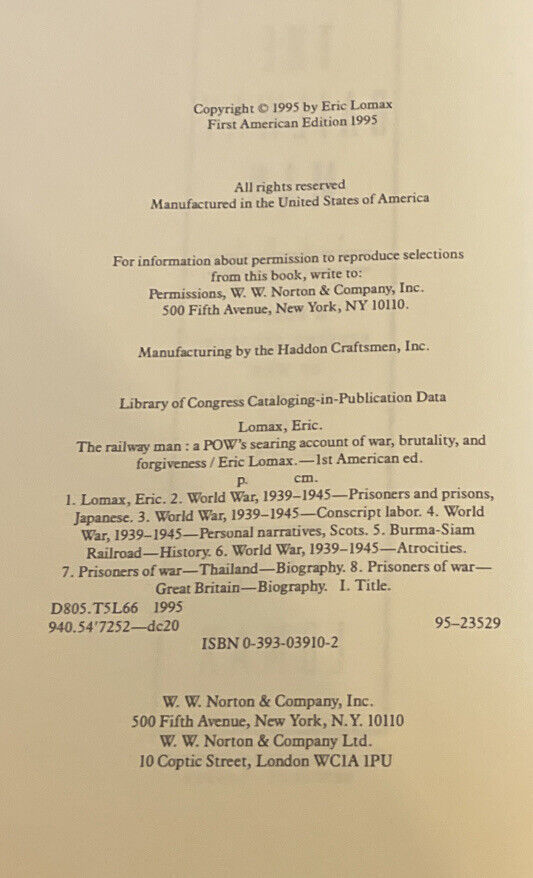 Copyright © 1995 by Eric Lomax
First American Edition 1995
All rights reserved
Manufactured in the United States of America
For information about permission to reproduce selections
from this book, write to:
Permissions, W. W. Norton & Company, Inc.
500 Fifth Avenue, New York, NY 10110.
Manufacturing by the Haddon Craftsmen, Inc.
Library of Congress Cataloging-in-Publication Data
Lomax, Eric.
The railway man : a POW's searing account of war, brutality, and
forgiveness / Eric Lomax.—1st American ed.
p. cm.
1. Lomax, Eric. 2. World War, 1939–1945—Prisoners and prisons,
Japanese. 3. World War, 1939–1945—Conscript labor. 4. World
War, 1939–1945—Personal narratives, Scots. 5. Burma-Siam
Railroad—History. 6. World War, 1939–1945—Atrocities.
7. Prisoners of war—Thailand—Biography. 8. Prisoners of war—
Great Britain—Biography. I. Title.
D805.T5L66 1995
940.54'7252—dc20 95–23529
ISBN 0-393-03910-2
W. W. Norton & Company, Inc.
500 Fifth Avenue, New York, N.Y. 10110
W. W. Norton & Company Ltd.
10 Coptic Street, London WC1A 1PU